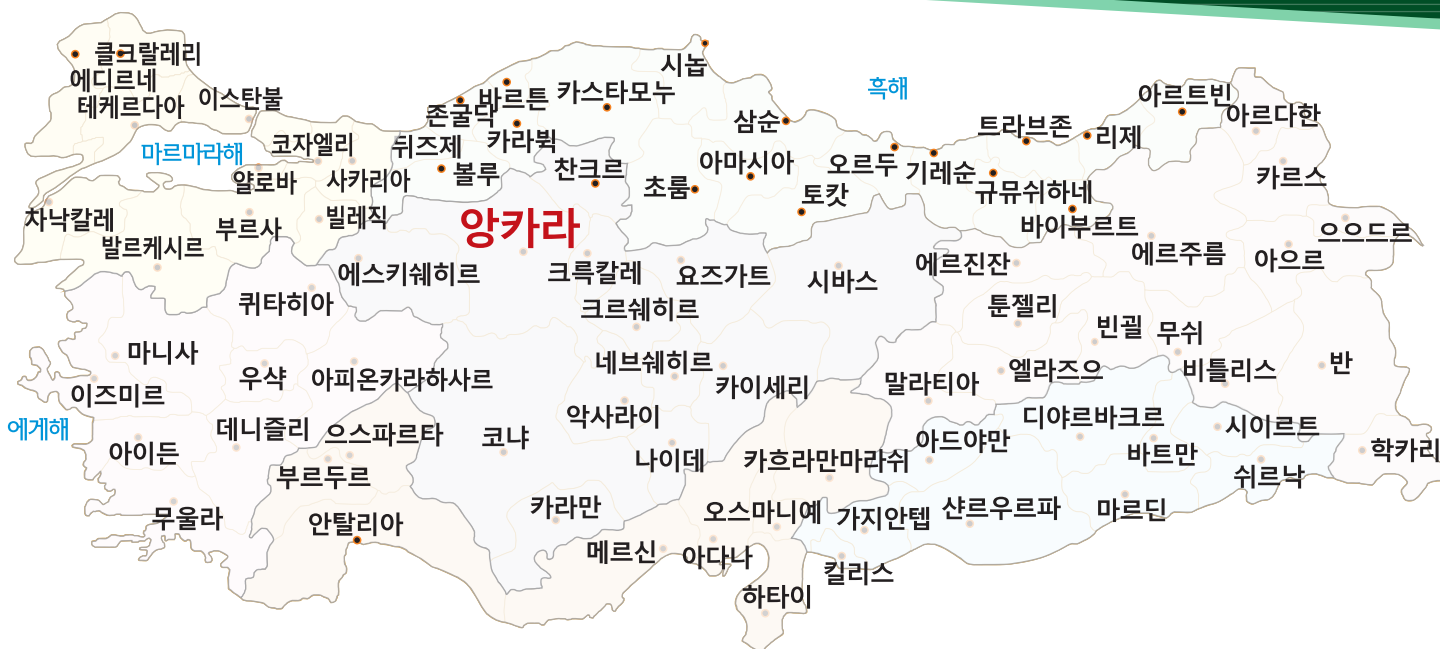 클크랄레리
에디르네
테케르다아
이스탄불
마르마라해
코자엘리
얄로바
사카리아
차낙칼레
발르케시르
부르사
빌레직
존굴닥
바르튼
카스타모누
시놉
뒤즈제
카라뷕
볼루
찬크르
흑해
삼순
아마시아
초룸
토캇
오르두
기레순
트라브존
리제
아르트빈
아르다한
규뮤쉬하네
바이부르트
카르스
으으드르
에르주름
아으르
앙카라
에스키쉐히르
크륵칼레
요즈가트
시바스
에르진잔
퀴타히아
크르쉐히르
툰젤리
빈괼
무쉬
마니사
우샥
아피온카라하사르
네브쉐히르
카이세리
말라티아
엘라즈으
비틀리스
반
이즈미르
에게해
데니즐리
으스파르타
코냐
악사라이
디야르바크르
시이르트
아이든
부르두르
나이데
카흐라만마라쉬
아드야만
바트만
학카리
쉬르낙
무울라
안탈리아
카라만
오스마니예
가지안텝
샨르우르파
마르딘
메르신
아다나
킬리스
하타이